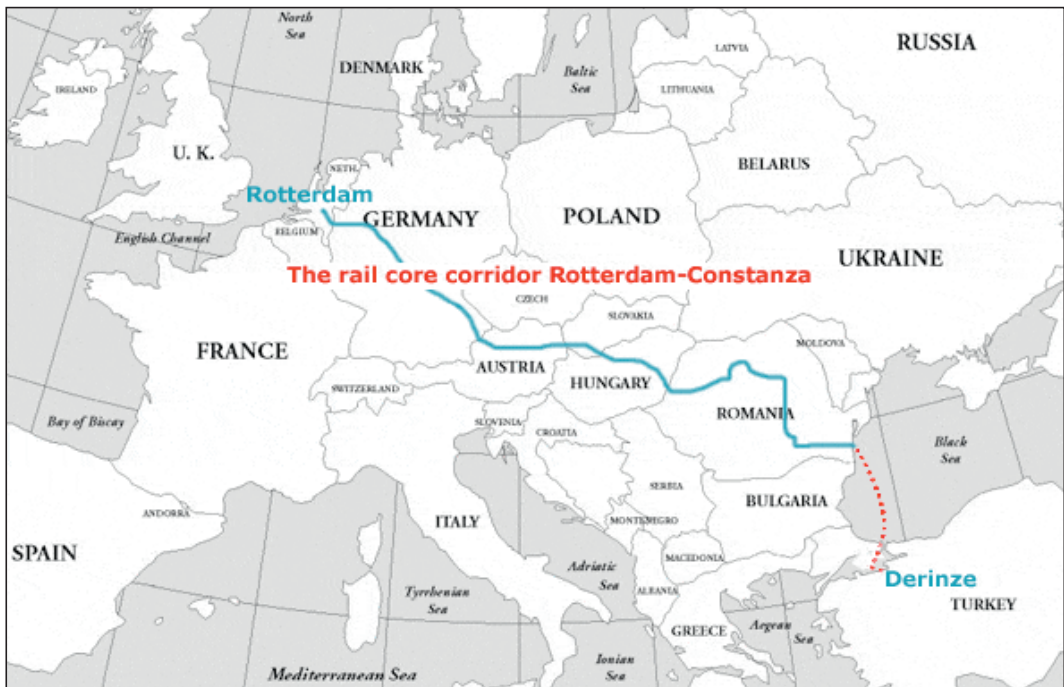 North
Sea
RUSSIA
LATVIA
DENMARK
Baltic
Sea
IRELAND
LITHUANIA
U. K.
BELARUS
NETH.
Rotterdam
GERMANY
POLAND
BELGIUM
English Channel
UKRAINE
The rail core corridor Rotterdam-Constanza
CZECH
SLOVAKIA
MOLDOVA
FRANCE
AUSTRIA
HUNGARY
SWITZERLAND
ROMANIA
Bay of Biscay
SLOVENIA
CROATIA
Black
Sea
SERBIA
BULGARIA
ANDORRA
ITALY
MONTENEGRO
SPAIN
MACEDONIA
Adriatic
Sea
Derinze
ALBANIA
Tyrrhenian
Sea
TURKEY
Aegean
Sea
GREECE
Ionian
Sea
Mediterranean Sea